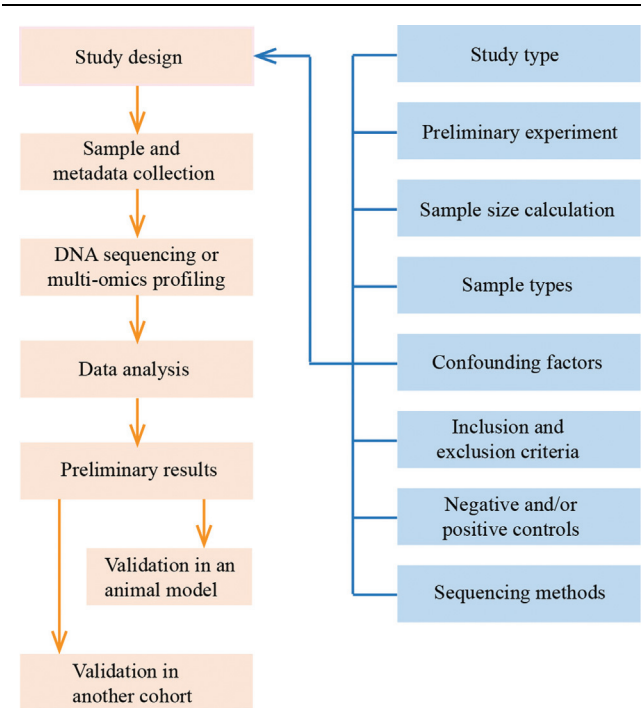 Study design
Sample and
metadata collection
DNA sequencing or
multi-omics profiling
Data analysis
Preliminary results
Validation in an
animal model
Validation in
another cohort
Study type
Preliminary experiment
Sample size calculation
Sample types
Confounding factors
Inclusion and
exclusion criteria
Negative and/or
positive controls
Sequencing methods